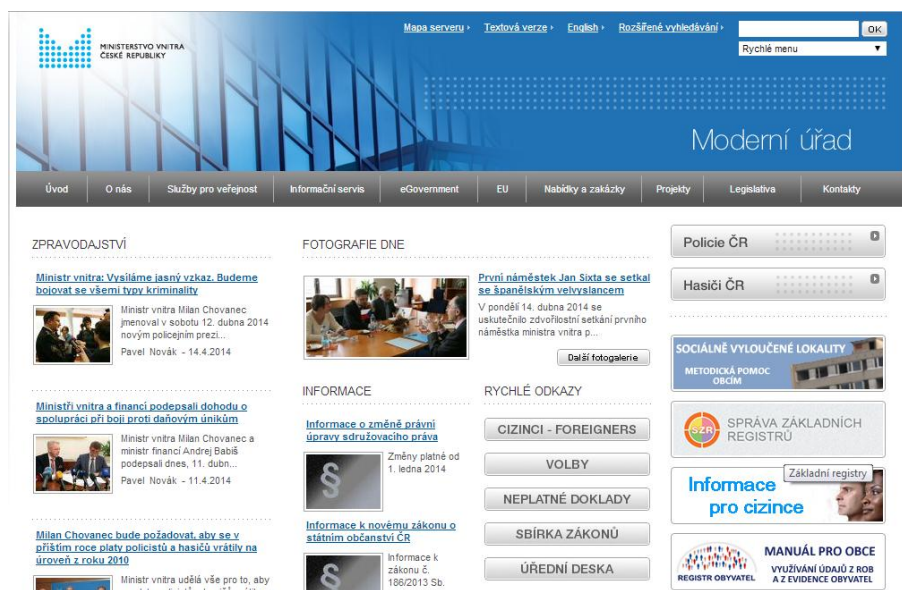 Mapa serveru
Textová verze
English
Rozšířené vyhledávání
OK
Rychlé menu
MINISTERSTVO VNITRA
ČESKÉ REPUBLIKY
Moderní úřad
Úvod
O nás
Služby pro veřejnost
Informační servis
eGovernment
EU
Nabídky a zakázky
Projekty
Legislativa
Kontakty
ZPRAVODAJSTVÍ
Ministr vnitra: Vysíláme jasný vzkaz. Budeme
bojovat se všemi typy kriminality
Ministr vnitra Milan Chovanec
jmenoval v sobotu 12. dubna 2014
novým policejním prezi...
Pavel Novák - 14.4.2014
Ministři vnitra a financí podepsali dohodu o
spolupráci při boji proti daňovým únikům
Ministr vnitra Milan Chovanec a
ministr financí Andrej Babiš
podepsali dnes, 11. dubn...
Pavel Novák - 11.4.2014
Milan Chovanec bude požadovat, aby se v
příštím roce platy policistů a hasičů vrátily na
úroveň z roku 2010
Ministr vnitra udělá vše pro to, aby
FOTOGRAFIE DNE
První náměstek Jan Sixta se setkal
se španělským velvyslancem
V pondělí 14. dubna 2014 se
uskutečnilo zdvořilostní setkání prvního
náměstka ministra vnitra p...
Další fotogalerie
INFORMACE
Informace o změně právní
úpravy sdružovacího práva
Změny platné od
1. ledna 2014
Informace k novému zákonu o
státním občanství ČR
Informace k
zákonu č.
186/2013 Sb.
RYCHLÉ ODKAZY
CIZINCI - FOREIGNERS
VOLBY
NEPLATNÉ DOKLADY
SBÍRKA ZÁKONŮ
ÚŘEDNÍ DESKA
Policie ČR
Hasiči ČR
SOCIÁLNĚ VYLOUČENÉ LOKALITY
METODICKÁ POMOC
OBCÍM
SZR
SPRÁVA ZÁKLADNÍCH
REGISTRŮ
Základní registry
Informace
pro cizince
REGISTR OBYVATEL
MANUÁL PRO OBCE
VYUŽÍVÁNÍ ÚDAJŮ Z ROB
A Z EVIDENCE OBYVATEL